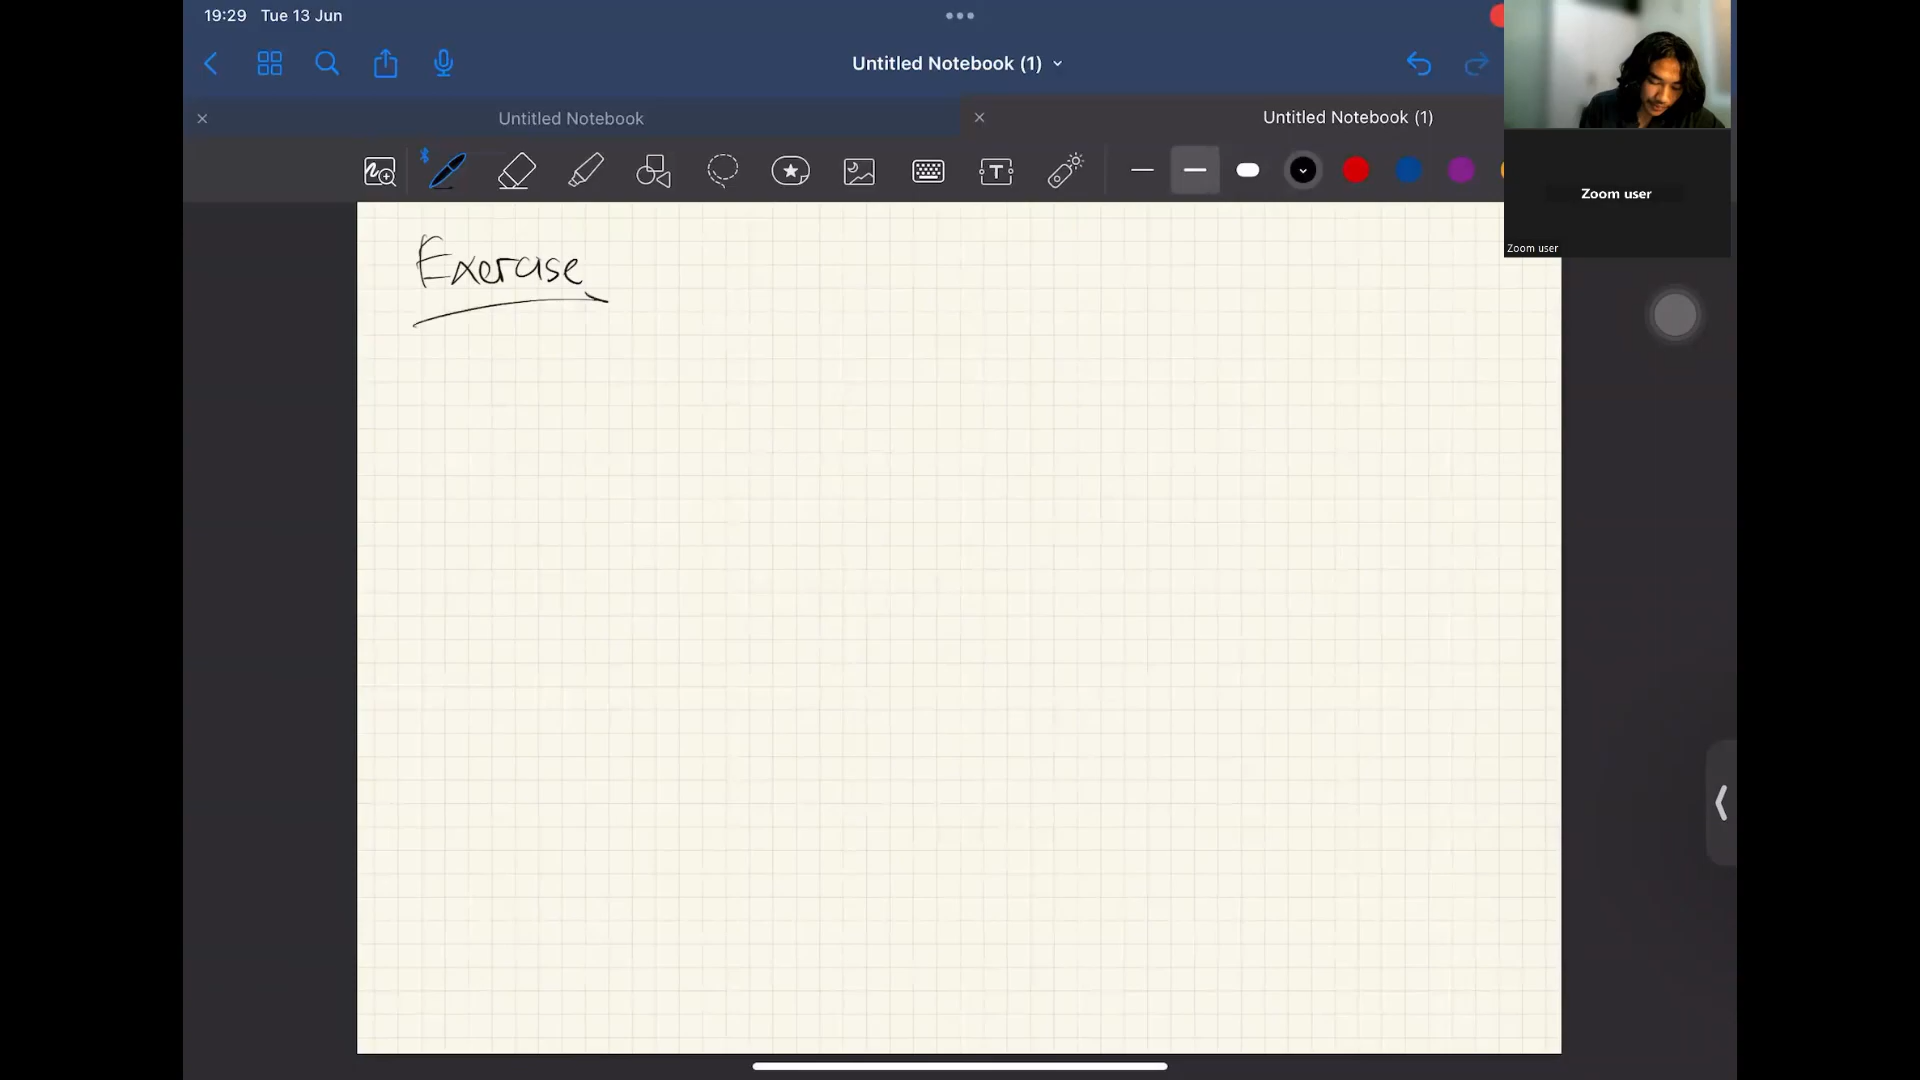 19:29 Tue 13 Jun
Untitled Notebook (1)
Untitled Notebook
Untitled Notebook (1)
T
Zoom user
Zoom user
Exercise